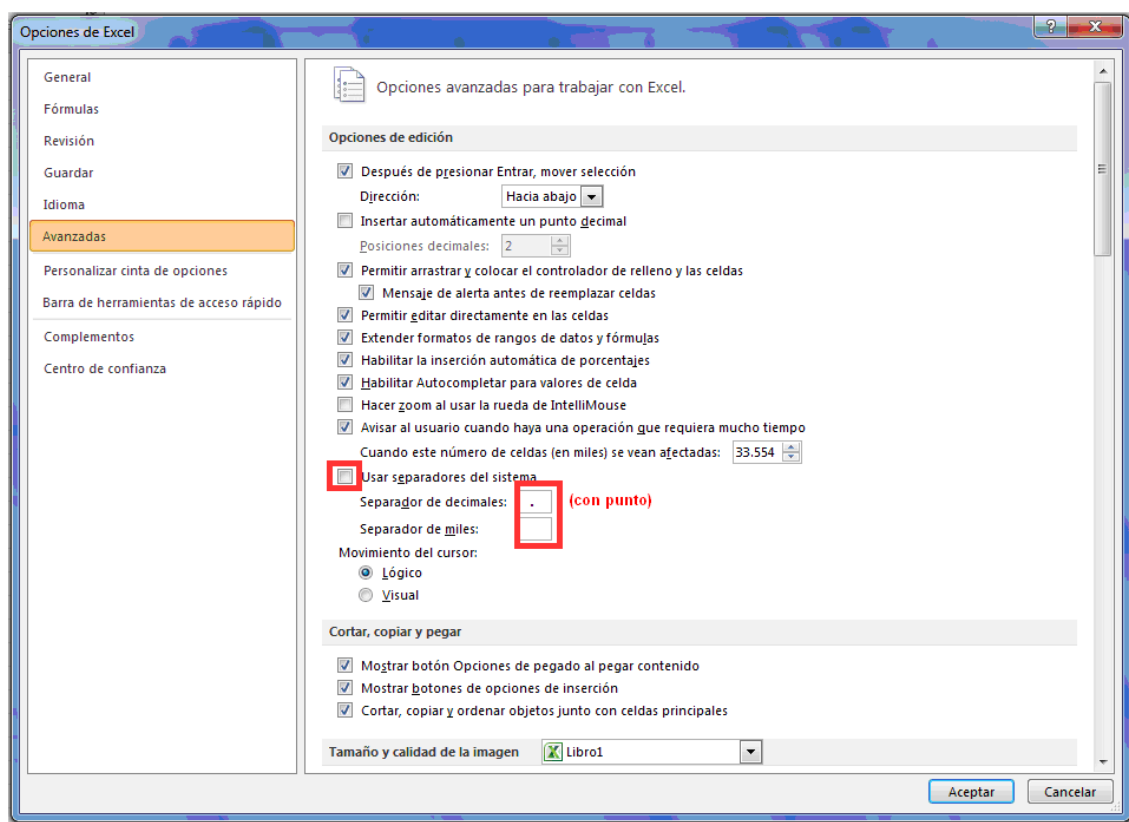 Opciones de Excel
General
Fórmulas
Revisión
Guardar
Idioma
Avanzadas
Personalizar cinta de opciones
Barra de herramientas de acceso rápido
Complementos
Centro de confianza
Opciones avanzadas para trabajar con Excel.
Opciones de edición
Después de presionar Entrar, mover selección
Dirección: Hacia abajo
Insertar automáticamente un punto decimal
Posiciones decimales: 2
Permitir arrastrar y colocar el controlador de relleno y las celdas
Mensaje de alerta antes de reemplazar celdas
Permitir editar directamente en las celdas
Extender formatos de rangos de datos y fórmulas
Habilitar la inserción automática de porcentajes
Habilitar Autocompletar para valores de celda
Hacer zoom al usar la rueda de IntelliMouse
Avisar al usuario cuando haya una operación que requiera mucho tiempo
Cuando este número de celdas (en miles) se vean afectadas: 33.554
Usar separadores del sistema
Separador de decimales: . (con punto)
Separador de miles:
Movimiento del cursor:
Lógico
Visual
Cortar, copiar y pegar
Mostrar botón Opciones de pegado al pegar contenido
Mostrar botones de opciones de inserción
Cortar, copiar y ordenar objetos junto con celdas principales
Tamaño y calidad de la imagen Libro1
Aceptar Cancelar